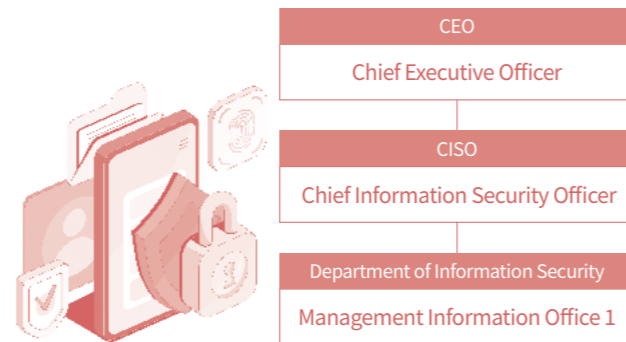 CEO
Chief Executive Officer
CISO
Chief Information Security Officer
Department of Information Security
Management Information Office 1